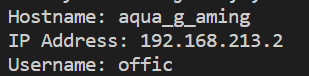 Hostname: aqua_g_aming
IP Address: 192.168.213.2
Username: offic